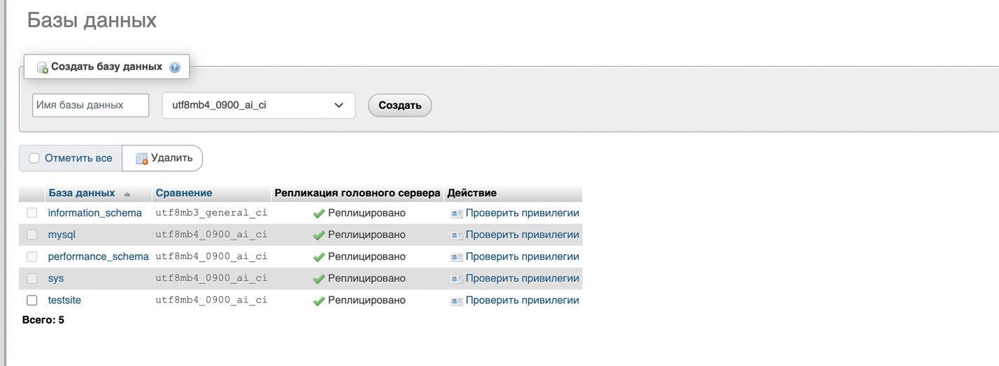 Базы данных
Создать базу данных
Имя базы данных utf8mb4_0900_ai_ci Создать
Отметить все Удалить
База данных Сравнение Репликация головного сервера Действие
information_schema utf8mb3_general_ci Реплицировано Проверить привилегии
mysql utf8mb4_0900_ai_ci Реплицировано Проверить привилегии
performance_schema utf8mb4_0900_ai_ci Реплицировано Проверить привилегии
sys utf8mb4_0900_ai_ci Реплицировано Проверить привилегии
testsite utf8mb4_0900_ai_ci Реплицировано Проверить привилегии
Всего: 5